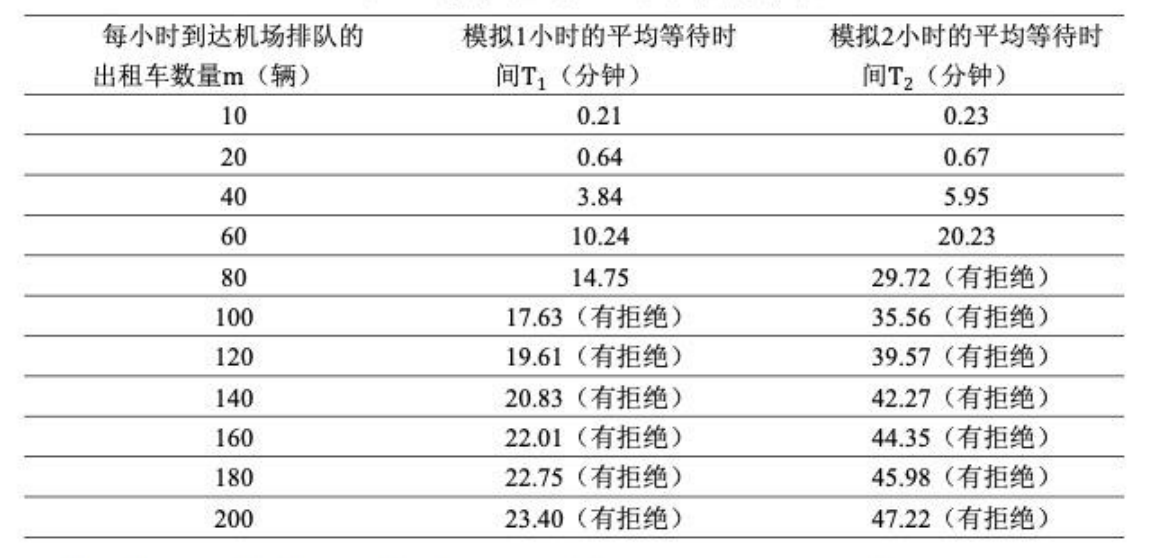 每小时到达机场排队的 模拟1小时的平均等待时 模拟2小时的平均等待时
出租车数量m（辆） 间T₁（分钟） 间T₂（分钟）
10 0.21 0.23
20 0.64 0.67
40 3.84 5.95
60 10.24 20.23
80 14.75 29.72（有拒绝）
100 17.63（有拒绝） 35.56（有拒绝）
120 19.61（有拒绝） 39.57（有拒绝）
140 20.83（有拒绝） 42.27（有拒绝）
160 22.01（有拒绝） 44.35（有拒绝）
180 22.75（有拒绝） 45.98（有拒绝）
200 23.40（有拒绝） 47.22（有拒绝）